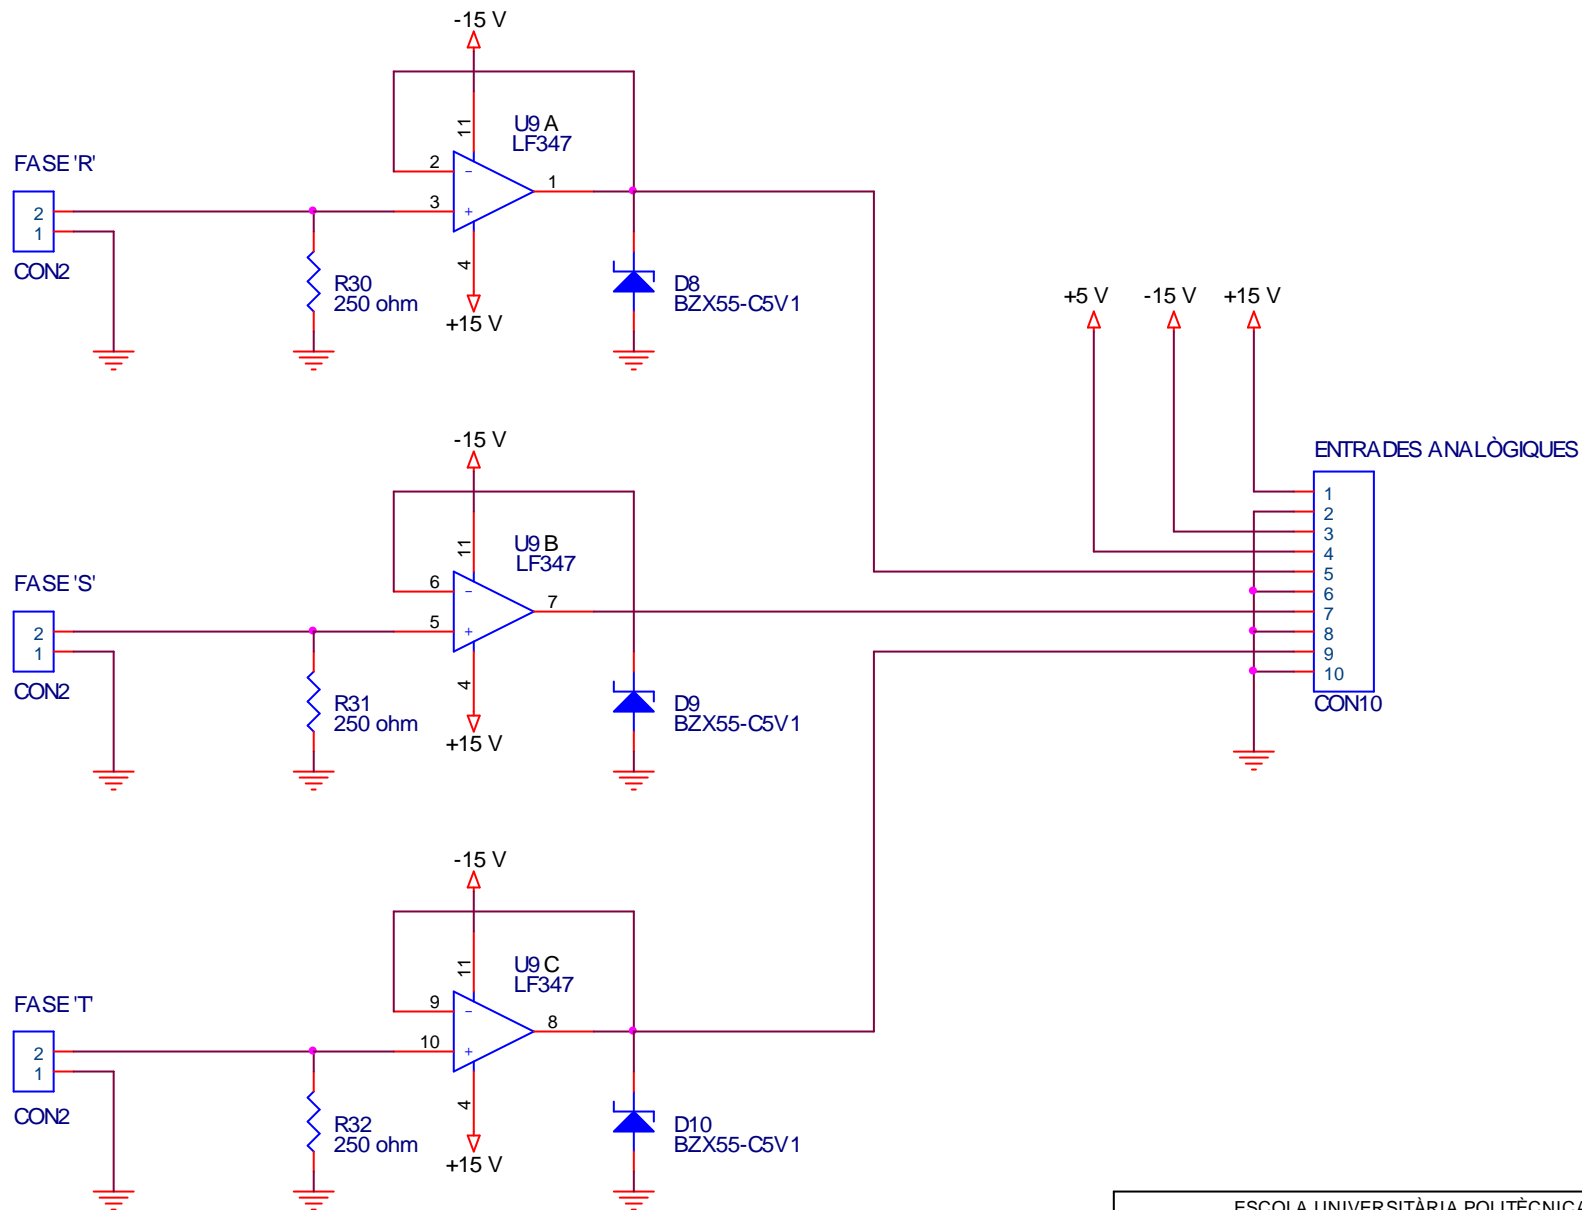 -15 V
11
U9 A
LF347
FASE 'R'
2
1
3
2
1
CON2
4
R30
250 ohm
+15 V
D8
BZX55-C5V1
+5 V
-15 V
+15 V
ENTRADES ANALÒGIQUES
1
2
3
4
5
6
7
8
9
10
CON10
-15 V
11
U9 B
LF347
FASE 'S'
6
7
5
2
1
CON2
4
R31
250 ohm
+15 V
D9
BZX55-C5V1
-15 V
11
U9 C
LF347
FASE 'T'
9
8
10
2
1
CON2
4
R32
250 ohm
+15 V
D10
BZX55-C5V1
ESCOLA UNIVERSITÀRIA POLITÈCNICA